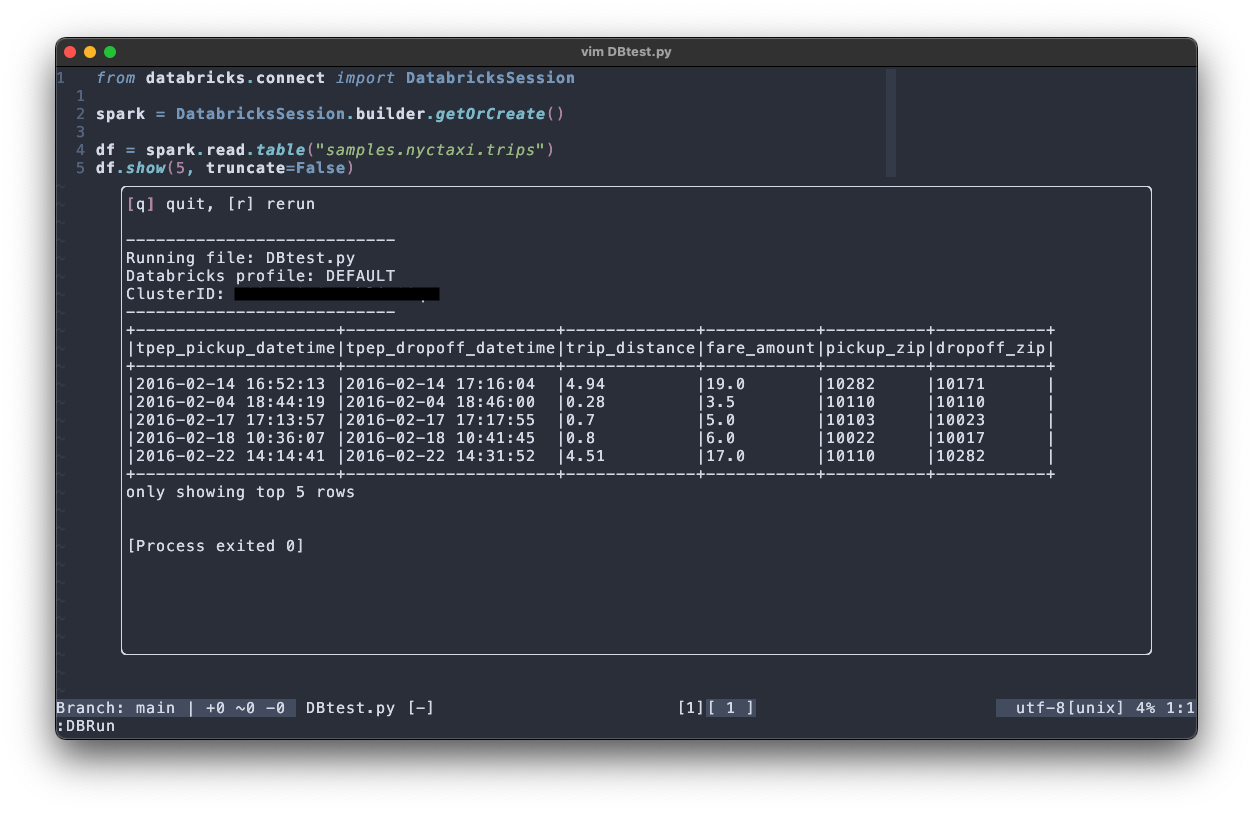 vim DBtest.py
1 from databricks.connect import DatabricksSession
1
2 spark = DatabricksSession.builder.getOrCreate()
3
4 df = spark.read.table("samples.nyctaxi.trips")
5 df.show(5, truncate=False)
[q] quit, [r] rerun
---------------------------
Running file: DBtest.py
Databricks profile: DEFAULT
ClusterID:
---------------------------
+--------------------+---------------------+-------------+-----------+----------+-----------+
|tpep_pickup_datetime|tpep_dropoff_datetime|trip_distance|fare_amount|pickup_zip|dropoff_zip|
+--------------------+---------------------+-------------+-----------+----------+-----------+
|2016-02-14 16:52:13 |2016-02-14 17:16:04  |4.94         |19.0       |10282     |10171      |
|2016-02-04 18:44:19 |2016-02-04 18:46:00  |0.28         |3.5        |10110     |10110      |
|2016-02-17 17:13:57 |2016-02-17 17:17:55  |0.7          |5.0        |10103     |10023      |
|2016-02-18 10:36:07 |2016-02-18 10:41:45  |0.8          |6.0        |10022     |10017      |
|2016-02-22 14:14:41 |2016-02-22 14:31:52  |4.51         |17.0       |10110     |10282      |
+--------------------+---------------------+-------------+-----------+----------+-----------+
only showing top 5 rows
[Process exited 0]
Branch: main | +0 ~0 -0 DBtest.py [-] [1][ 1 ] utf-8[unix] 4% 1:1
:DBRun